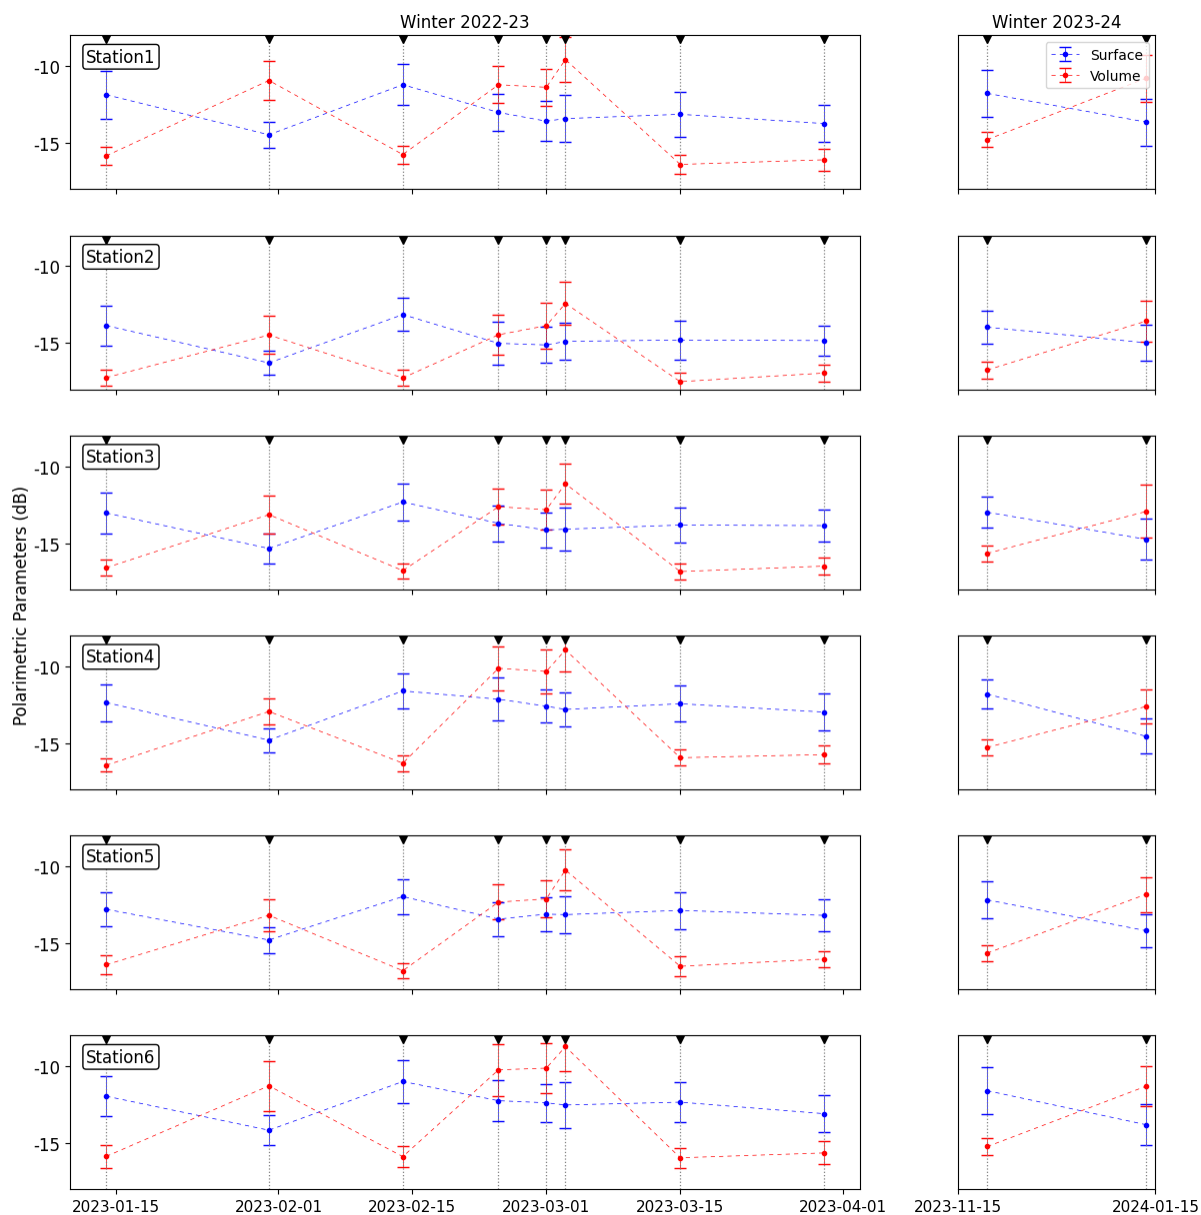 Winter 2022-23
Winter 2023-24
Station1
-10
-15
Surface
Volume
Station2
-10
-15
Station3
-10
-15
Polarimetric Parameters (dB)
Station4
-10
-15
Station5
-10
-15
Station6
-10
-15
2023-01-15
2023-02-01
2023-02-15
2023-03-01
2023-03-15
2023-04-01
2023-11-15
2024-01-15